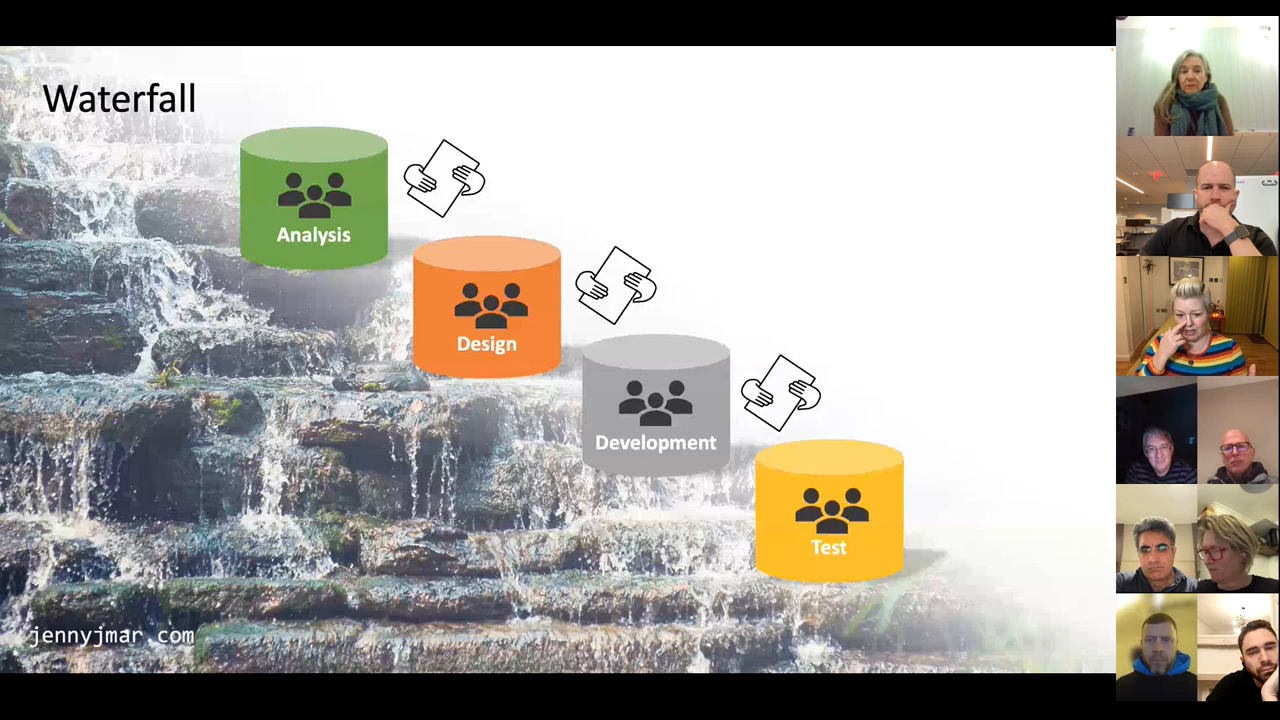 Waterfall
Analysis
Design
Development
Test
jennyjmar.com